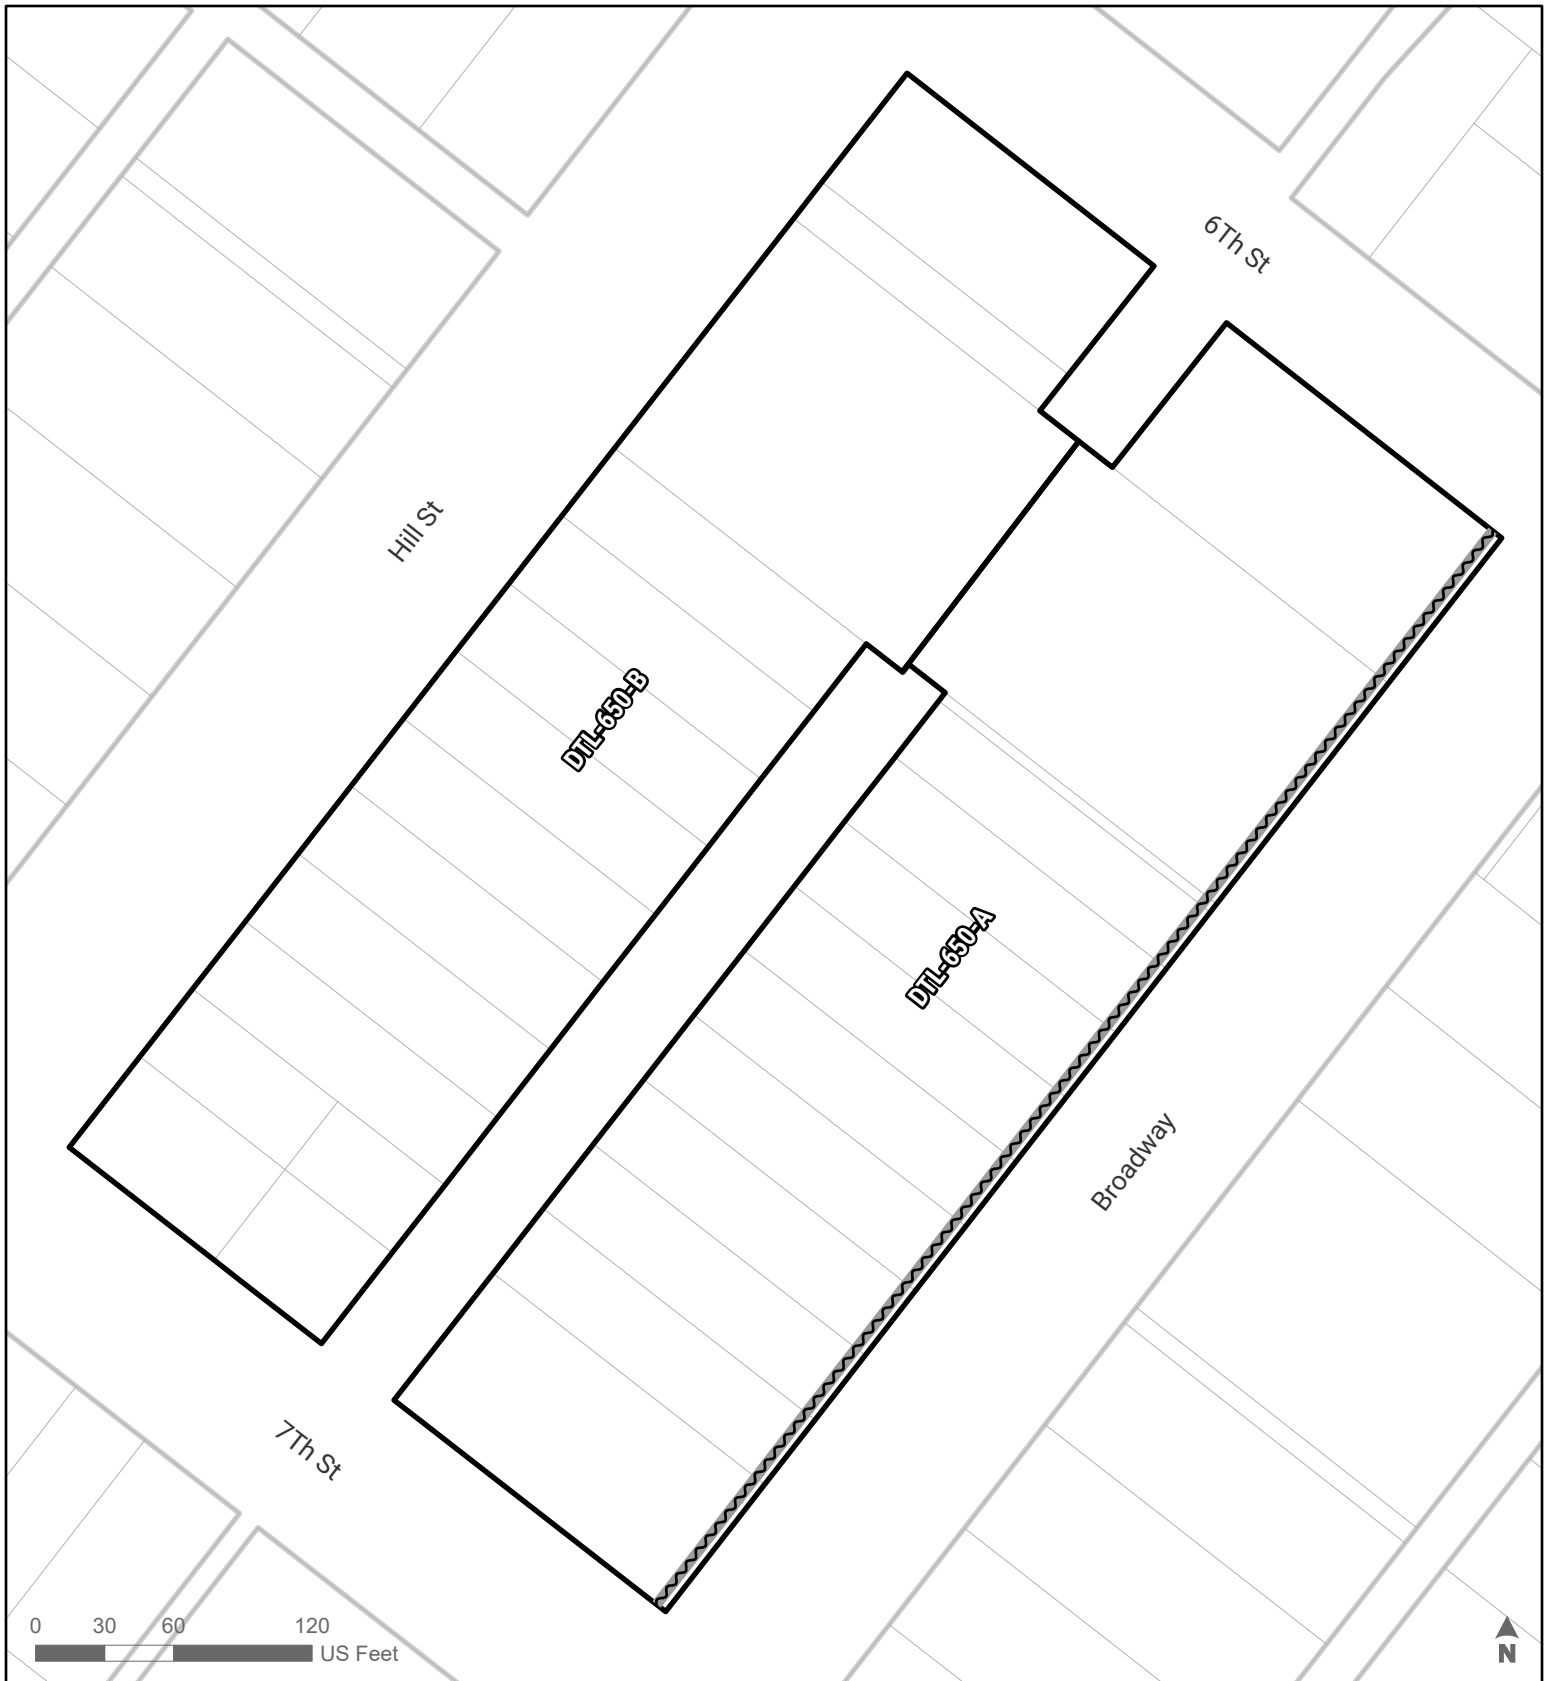 6Th St
Hill St
DTL-650-B
DTL-650-A
Broadway
7Th St
0 30 60 120
US Feet
N